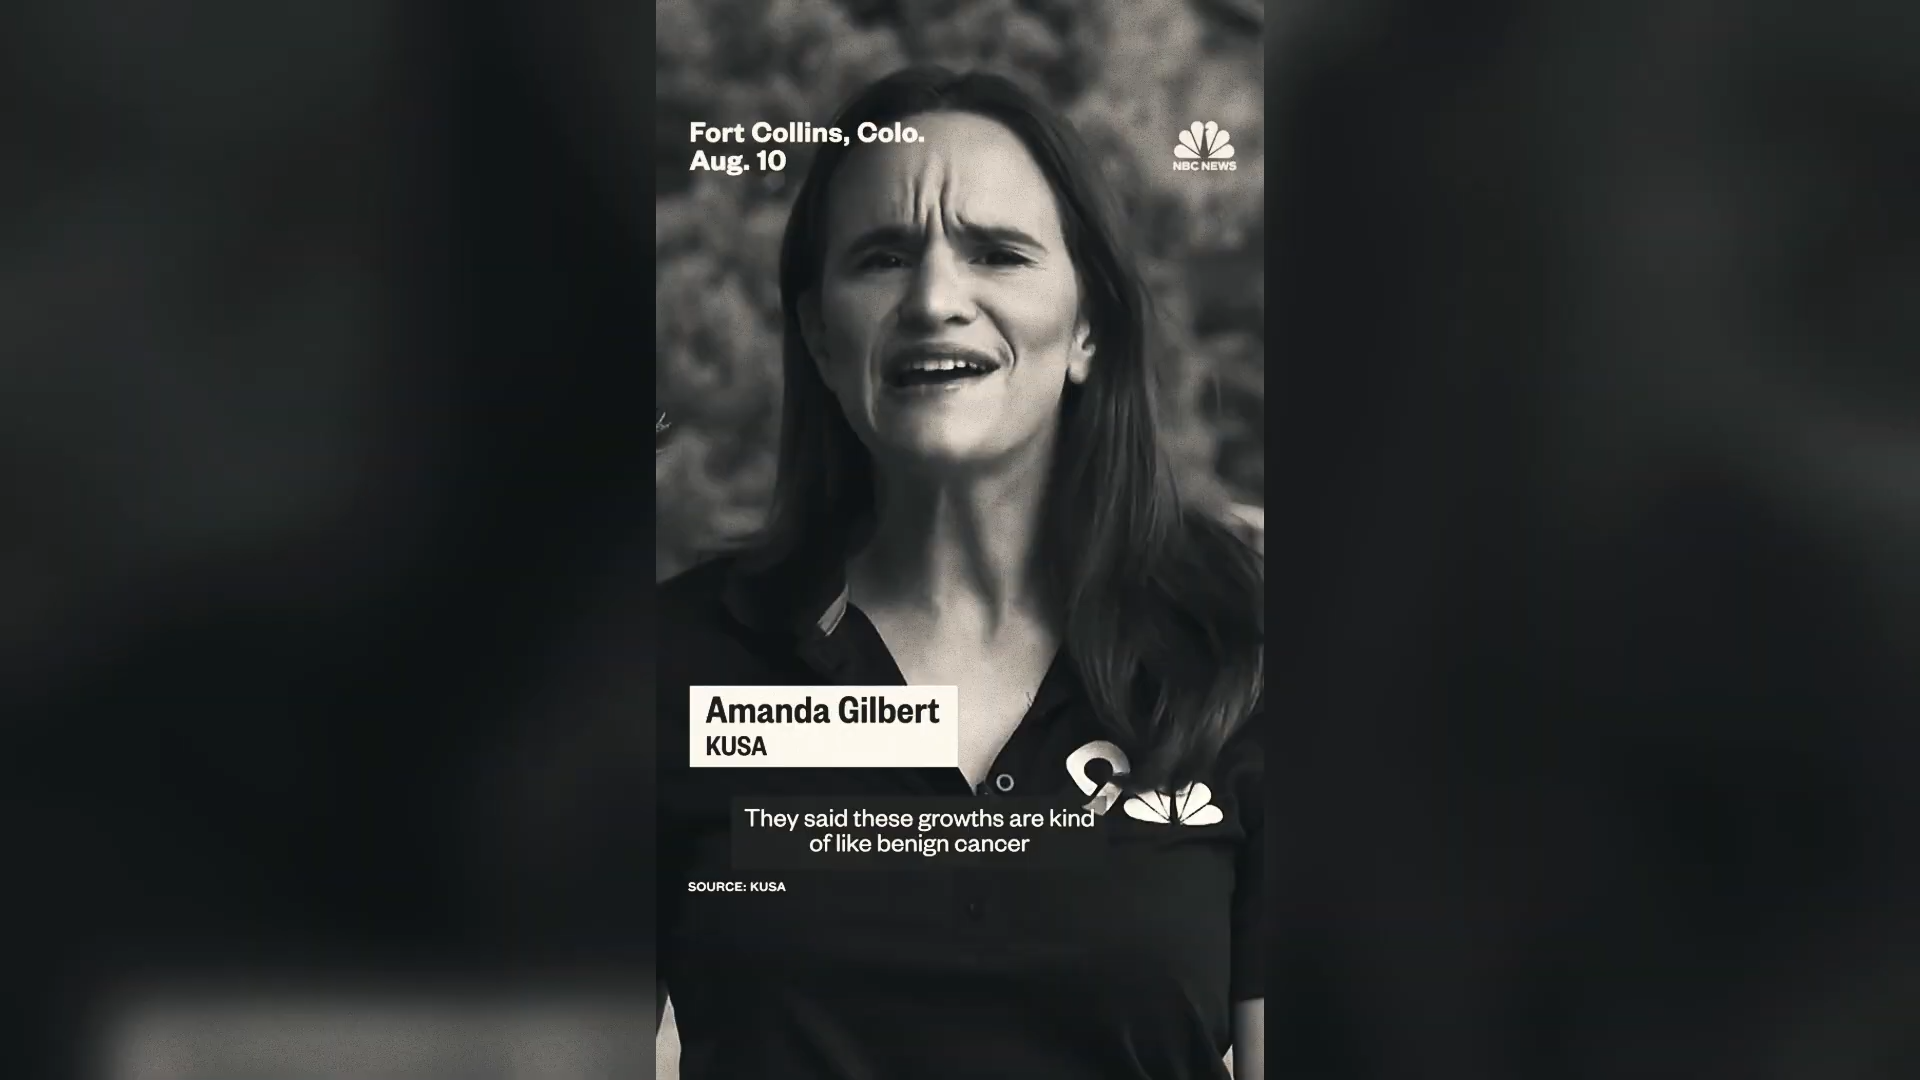 Fort Collins, Colo.
Aug. 10
NBC NEWS
Amanda Gilbert
KUSA
9
They said these growths are kind
of like benign cancer
SOURCE: KUSA